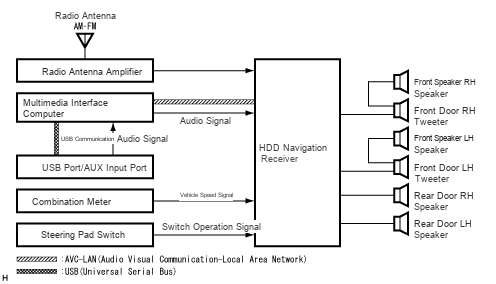 Radio Antenna
AM·FM
Radio Antenna Amplifier
Multimedia Interface
Computer
Audio Signal
USB Communication
Audio Signal
USB Port/AUX Input Port
Combination Meter
Vehicle Speed Signal
Steering Pad Switch
Switch Operation Signal
HDD Navigation
Receiver
Front Speaker RH
Speaker
Front Door RH
Tweeter
Front Speaker LH
Speaker
Front Door LH
Tweeter
Rear Door RH
Speaker
Rear Door LH
Speaker
:AVC-LAN(Audio Visual Communication-Local Area Network)
:USB(Universal Serial Bus)
H